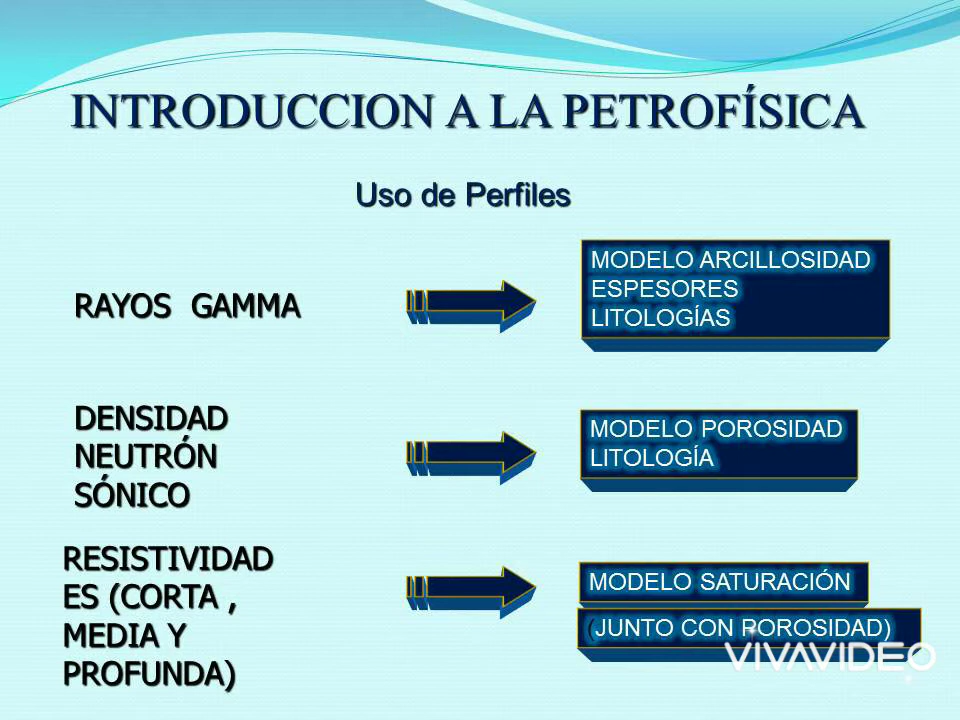 INTRODUCCION A LA PETROFÍSICA
Uso de Perfiles
RAYOS GAMMA
MODELO ARCILLOSIDAD
ESPESORES
LITOLOGÍAS
DENSIDAD
NEUTRÓN
SÓNICO
MODELO POROSIDAD
LITOLOGÍA
RESISTIVIDAD
ES (CORTA ,
MEDIA Y
PROFUNDA)
MODELO SATURACIÓN
(JUNTO CON POROSIDAD)
VIVAVIDEO